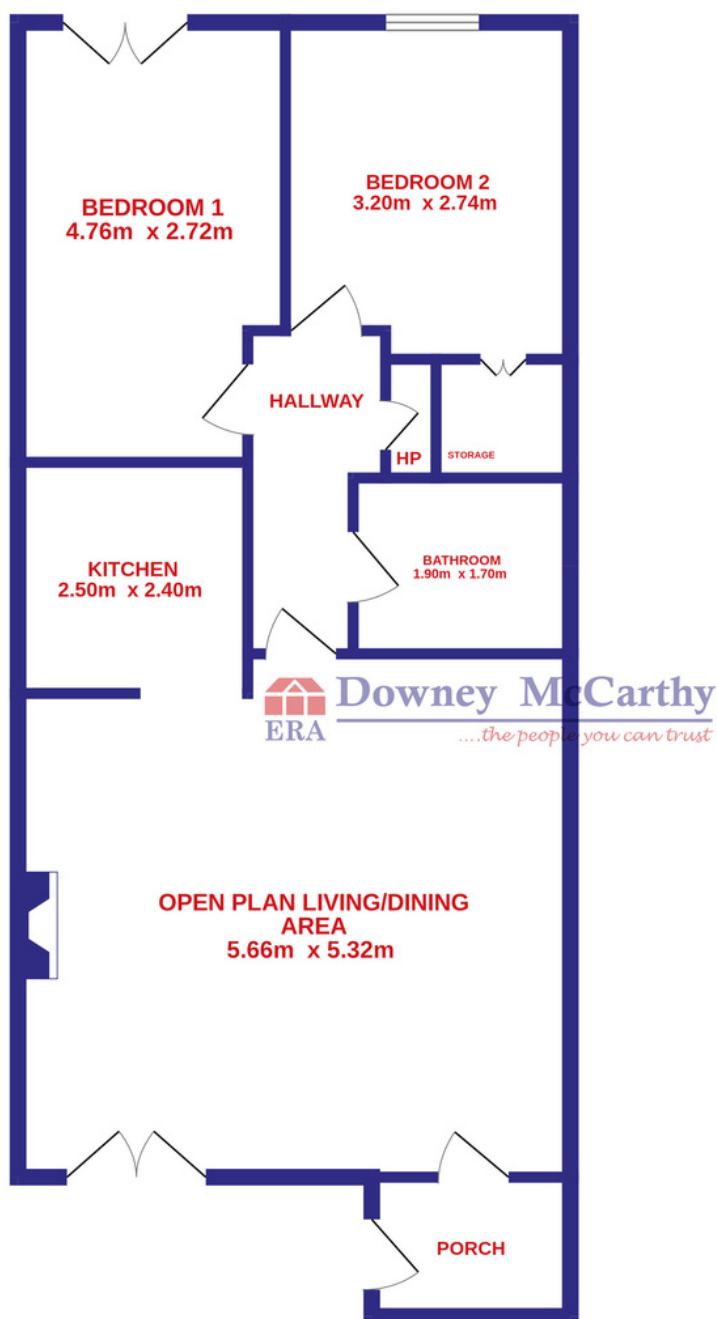 BEDROOM 1
4.76m x 2.72m
BEDROOM 2
3.20m x 2.74m
HALLWAY
HP
STORAGE
KITCHEN
2.50m x 2.40m
BATHROOM
1.90m x 1.70m
ERA
Downey McCarthy
....the people you can trust
OPEN PLAN LIVING/DINING
AREA
5.66m x 5.32m
PORCH